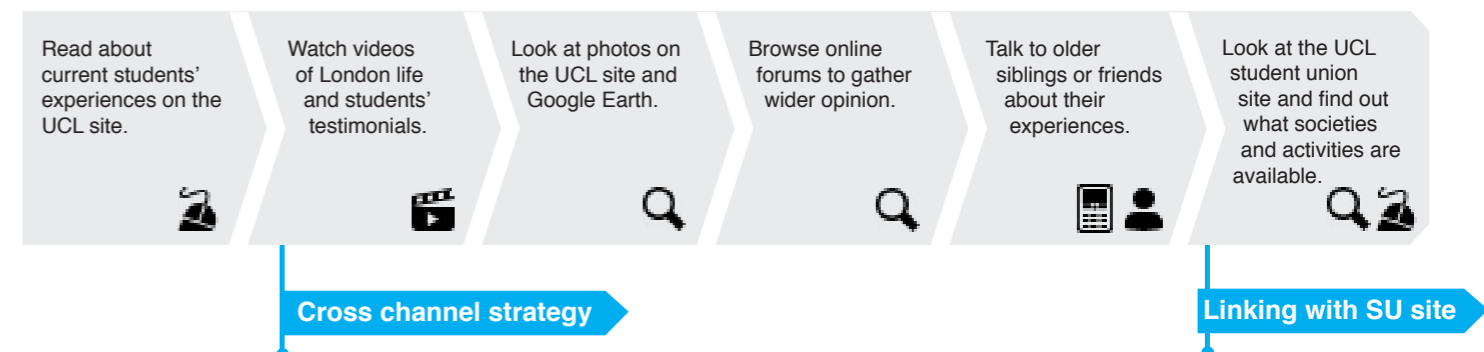 Read about
current students’
experiences on the
UCL site.
Watch videos
of London life
and students’
testimonials.
Look at photos on
the UCL site and
Google Earth.
Browse online
forums to gather
wider opinion.
Talk to older
siblings or friends
about their
experiences.
Look at the UCL
student union
site and find out
what societies
and activities are
available.
Cross channel strategy
Linking with SU site